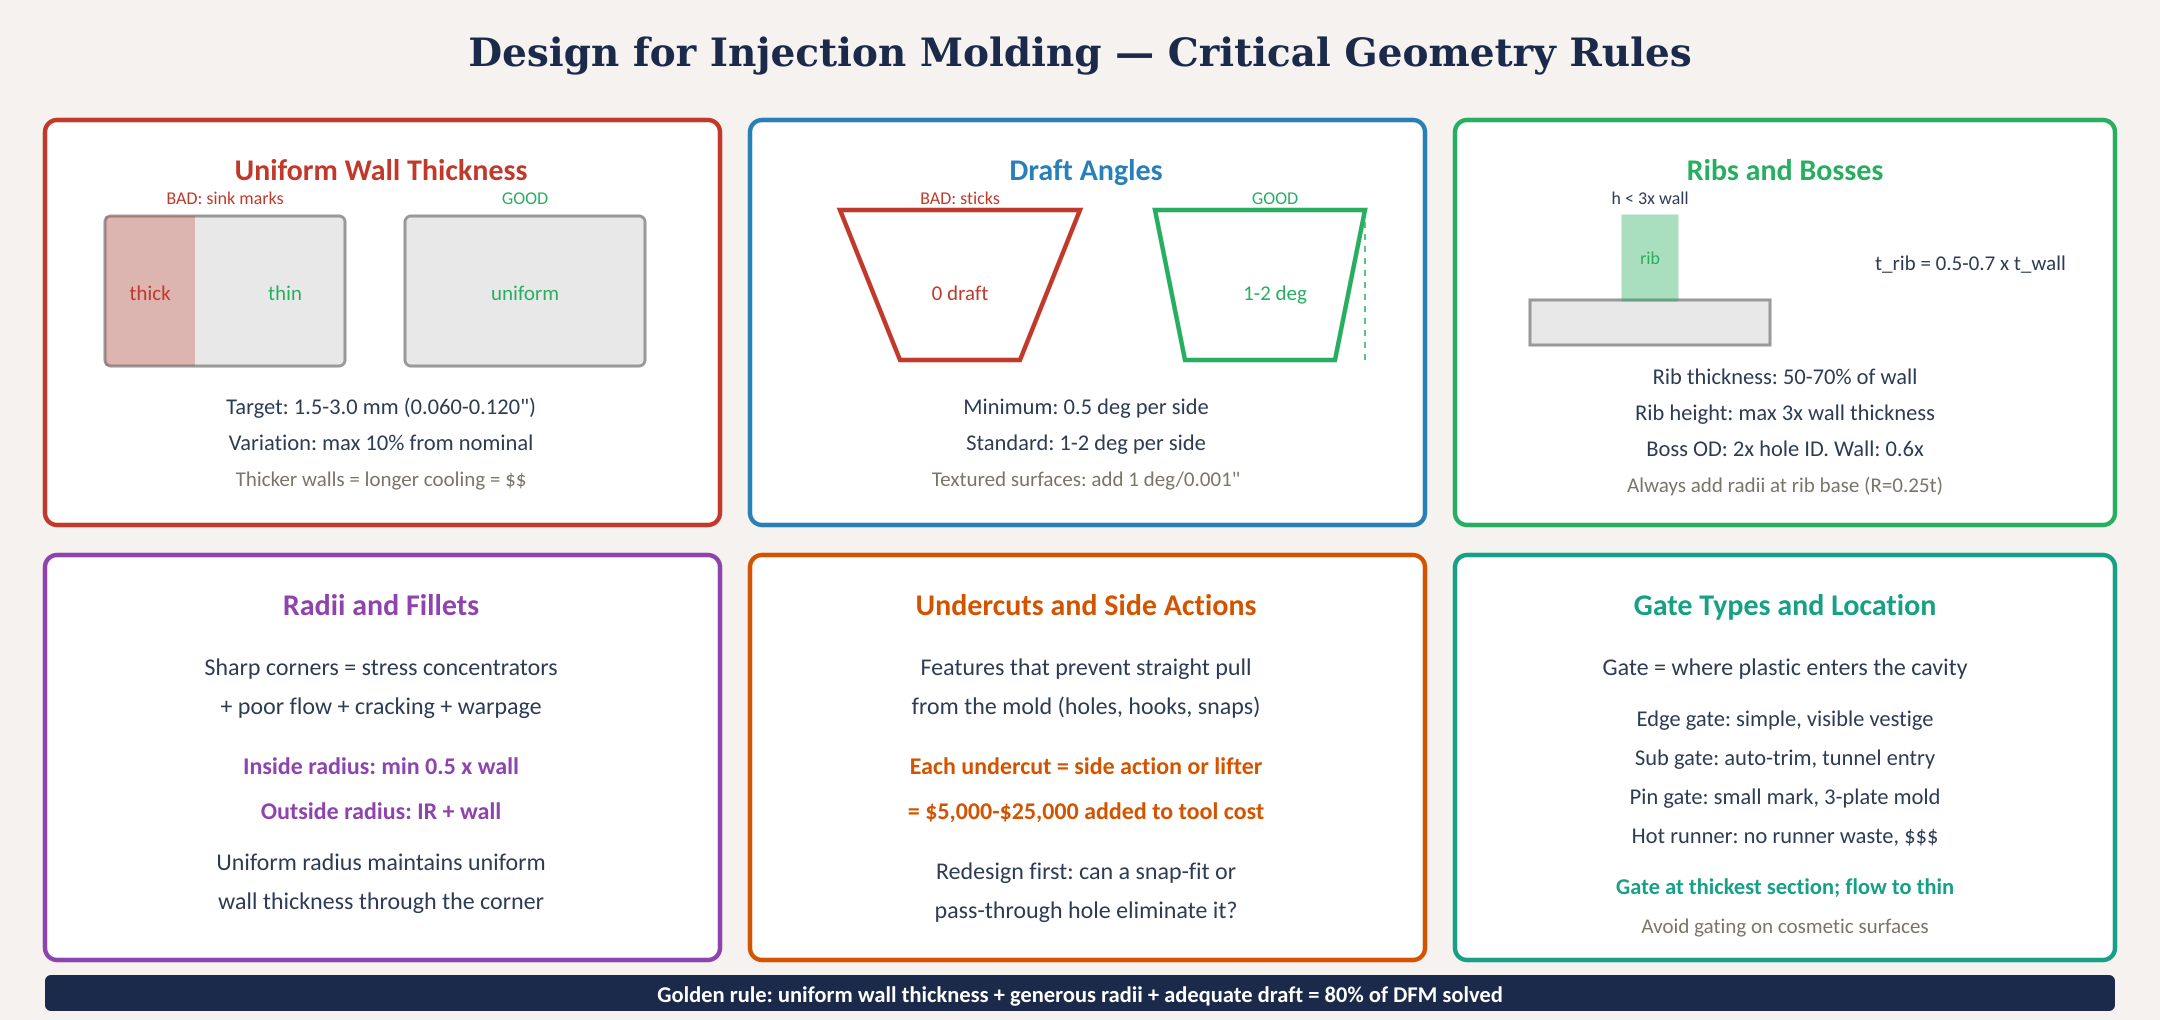 Design for Injection Molding — Critical Geometry Rules
Uniform Wall Thickness
BAD: sink marks
GOOD
thick
thin
uniform
Target: 1.5-3.0 mm (0.060-0.120")
Variation: max 10% from nominal
Thicker walls = longer cooling = $$
Draft Angles
BAD: sticks
GOOD
0 draft
1-2 deg
Minimum: 0.5 deg per side
Standard: 1-2 deg per side
Textured surfaces: add 1 deg/0.001"
Ribs and Bosses
h < 3x wall
rib
t_rib = 0.5-0.7 x t_wall
Rib thickness: 50-70% of wall
Rib height: max 3x wall thickness
Boss OD: 2x hole ID. Wall: 0.6x
Always add radii at rib base (R=0.25t)
Radii and Fillets
Sharp corners = stress concentrators
+ poor flow + cracking + warpage
Inside radius: min 0.5 x wall
Outside radius: IR + wall
Uniform radius maintains uniform
wall thickness through the corner
Undercuts and Side Actions
Features that prevent straight pull
from the mold (holes, hooks, snaps)
Each undercut = side action or lifter
= $5,000-$25,000 added to tool cost
Redesign first: can a snap-fit or
pass-through hole eliminate it?
Gate Types and Location
Gate = where plastic enters the cavity
Edge gate: simple, visible vestige
Sub gate: auto-trim, tunnel entry
Pin gate: small mark, 3-plate mold
Hot runner: no runner waste, $$$
Gate at thickest section; flow to thin
Avoid gating on cosmetic surfaces
Golden rule: uniform wall thickness + generous radii + adequate draft = 80% of DFM solved